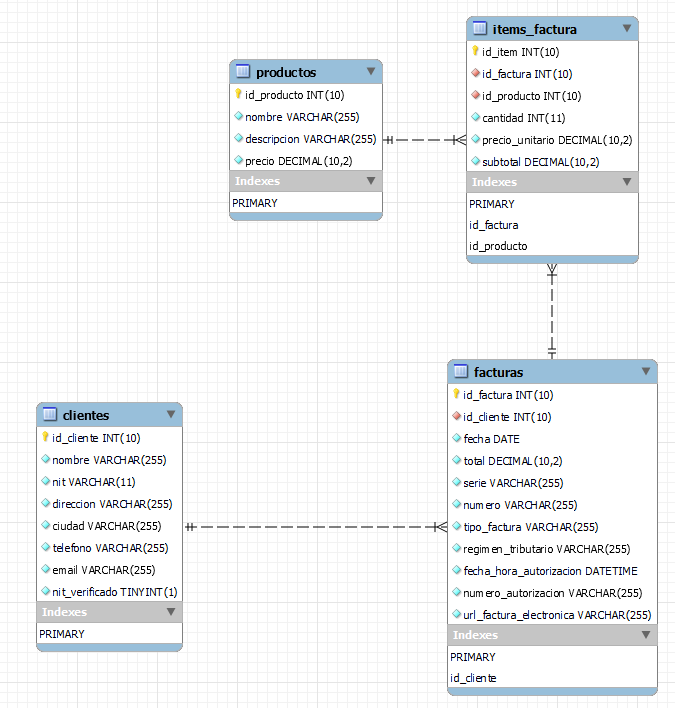 productos
id_producto INT(10)
nombre VARCHAR(255)
descripcion VARCHAR(255)
precio DECIMAL(10,2)
Indexes
PRIMARY
items_factura
id_item INT(10)
id_factura INT(10)
id_producto INT(10)
cantidad INT(11)
precio_unitario DECIMAL(10,2)
subtotal DECIMAL(10,2)
Indexes
PRIMARY
id_factura
id_producto
clientes
id_cliente INT(10)
nombre VARCHAR(255)
nit VARCHAR(11)
direccion VARCHAR(255)
ciudad VARCHAR(255)
telefono VARCHAR(255)
email VARCHAR(255)
nit_verificado TINYINT(1)
Indexes
PRIMARY
facturas
id_factura INT(10)
id_cliente INT(10)
fecha DATE
total DECIMAL(10,2)
serie VARCHAR(255)
numero VARCHAR(255)
tipo_factura VARCHAR(255)
regimen_tributario VARCHAR(255)
fecha_hora_autorizacion DATETIME
numero_autorizacion VARCHAR(255)
url_factura_electronica VARCHAR(255)
Indexes
PRIMARY
id_cliente